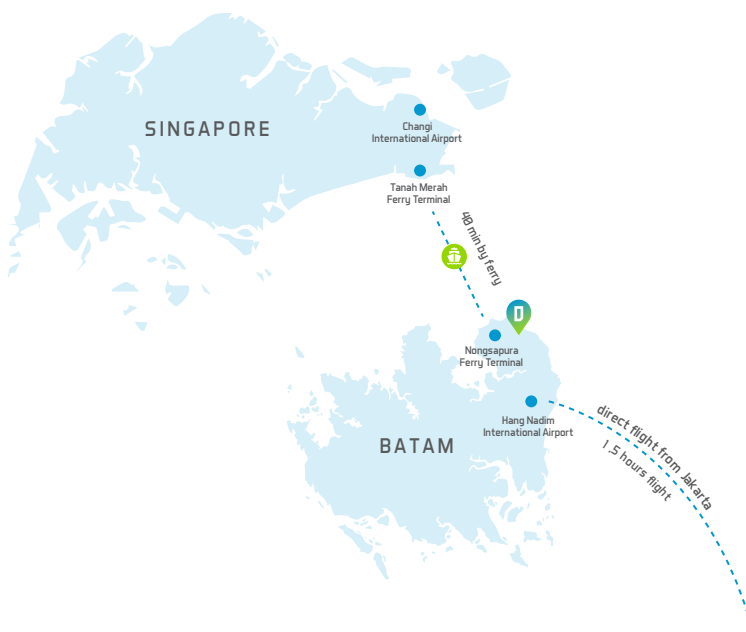 SINGAPORE
Changi
International Airport
Tanah Merah
Ferry Terminal
40 min by ferry
D
Nongsapura
Ferry Terminal
Hang Nadim
International Airport
BATAM
direct flight from Jakarta
1.5 hours flight